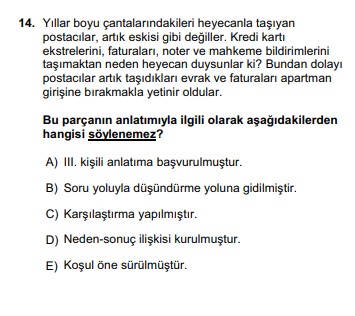 14. Yıllar boyu çantalarındakileri heyecanla taşıyan
postacılar, artık eskisi gibi değiller. Kredi kartı
ekstrelerini, faturaları, noter ve mahkeme bildirimlerini
taşımaktan neden heyecan duysunlar ki? Bundan dolayı
postacılar artık taşıdıkları evrak ve faturaları apartman
girişine bırakmakla yetinir oldular.
Bu parçanın anlatımıyla ilgili olarak aşağıdakilerden
hangisi söylenemez?
A) III. kişili anlatıma başvurulmuştur.
B) Soru yoluyla düşündürme yoluna gidilmiştir.
C) Karşılaştırma yapılmıştır.
D) Neden-sonuç ilişkisi kurulmuştur.
E) Koşul öne sürülmüştür.